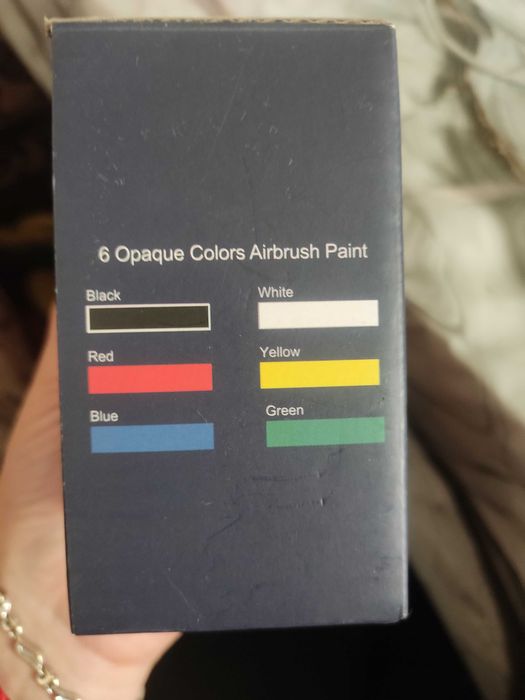 6 Opaque Colors Airbrush Paint
Black White
Red Yellow
Blue Green